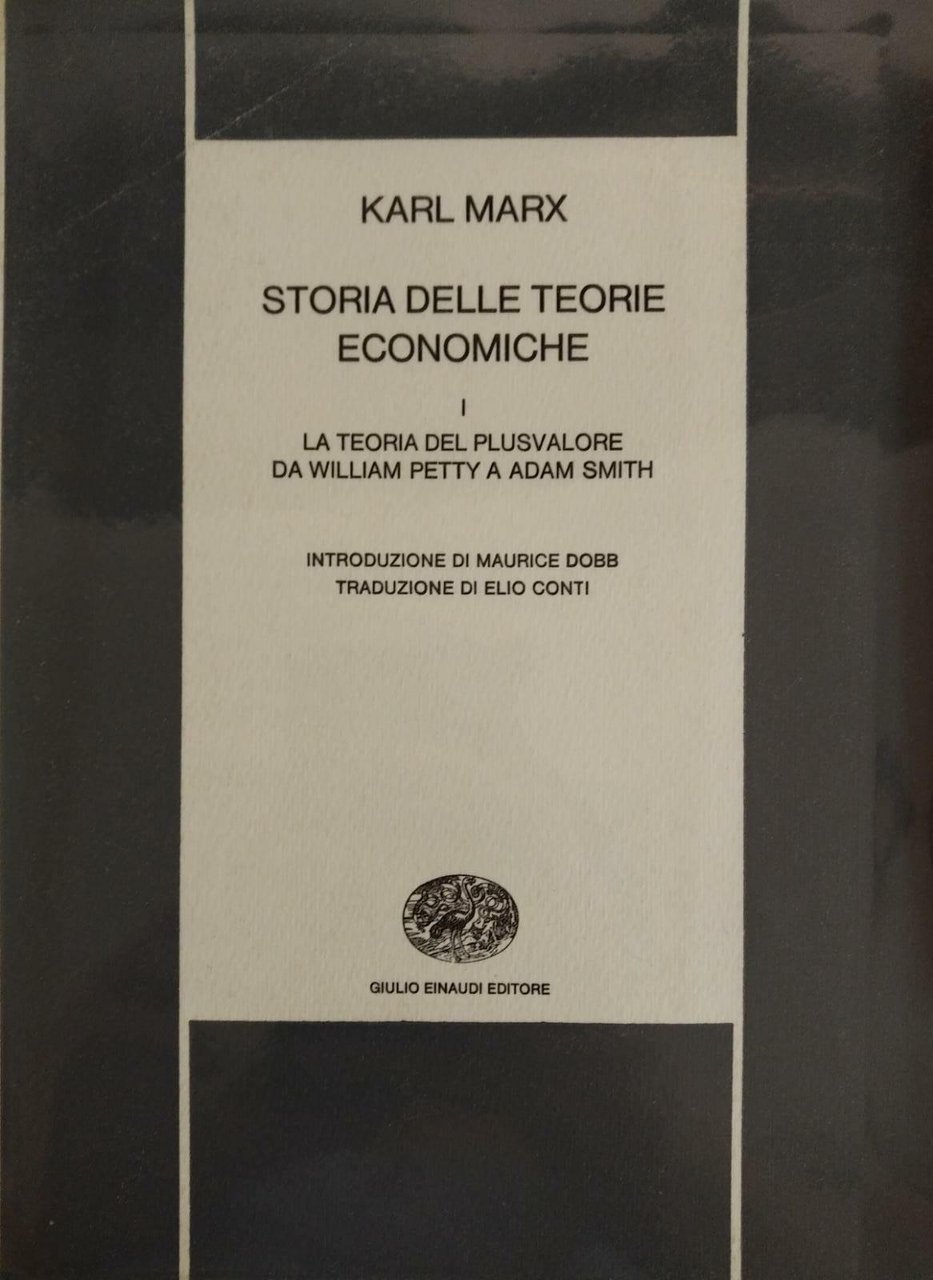 KARL MARX
STORIA DELLE TEORIE
ECONOMICHE
I
LA TEORIA DEL PLUSVALORE
DA WILLIAM PETTY A ADAM SMITH
INTRODUZIONE DI MAURICE DOBB
TRADUZIONE DI ELIO CONTI
GIULIO EINAUDI EDITORE